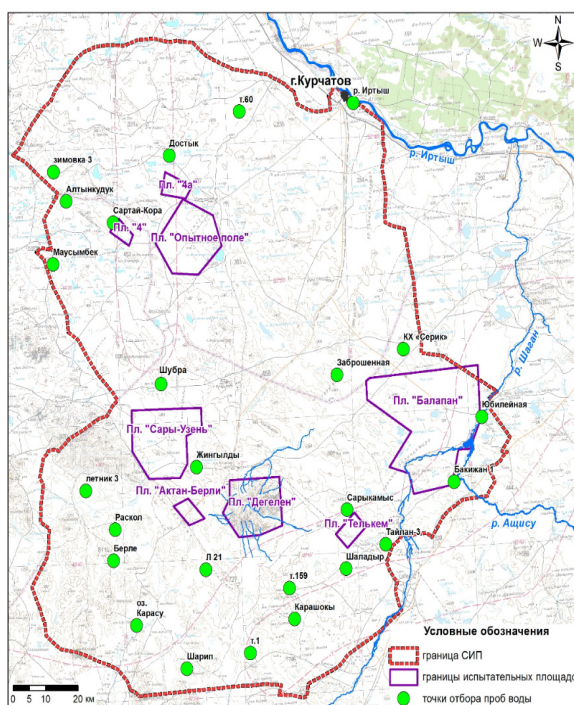 N
W
E
S
г.Курчатов
р. Иртыш
т.60
Достык
зимовка 3
Пл. "4а"
Алтынкудук
р. Иртыш
Сартай-Кора
Пл. "4"
Пл. "Опытное поле"
Маусымбек
р. Шаган
КХ «Серик»
Заброшенная
Шубра
Пл. "Балапан"
Юбилейная
Пл. "Сары-Узень"
Жингылды
Бакижан 1
летник 3
Пл. "Актан-Берли"
Пл. "Дегелен"
Сарыкамыс
р. Ащису
Раскол
Пл. "Телькем"
Тайлан-3
Берле
Л 21
Шаладыр
т.159
оз.
Карасу
Карашокы
т.1
Шарип
Условные обозначения
граница СИП
границы испытательных площадо
точки отбора проб воды
0 5 10 20 км